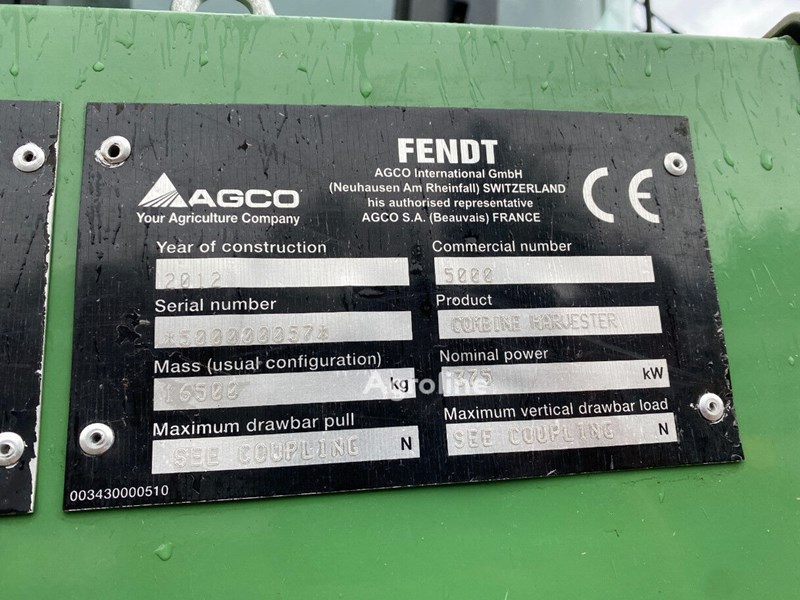 FENDT
AGCO International GmbH
(Neuhausen Am Rheinfall) SWITZERLAND
his authorised representative
AGCO S.A. (Beauvais) FRANCE
CE
AGCO
Your Agriculture Company
Year of construction
2012
Commercial number
5000
Serial number
*500000057*
Product
COMBINE HARVESTER
Mass (usual configuration)
16500 kg
Nominal power
kW
Agroline
Maximum drawbar pull
SEE COUPLING N
Maximum vertical drawbar load
SEE COUPLING N
003430000510